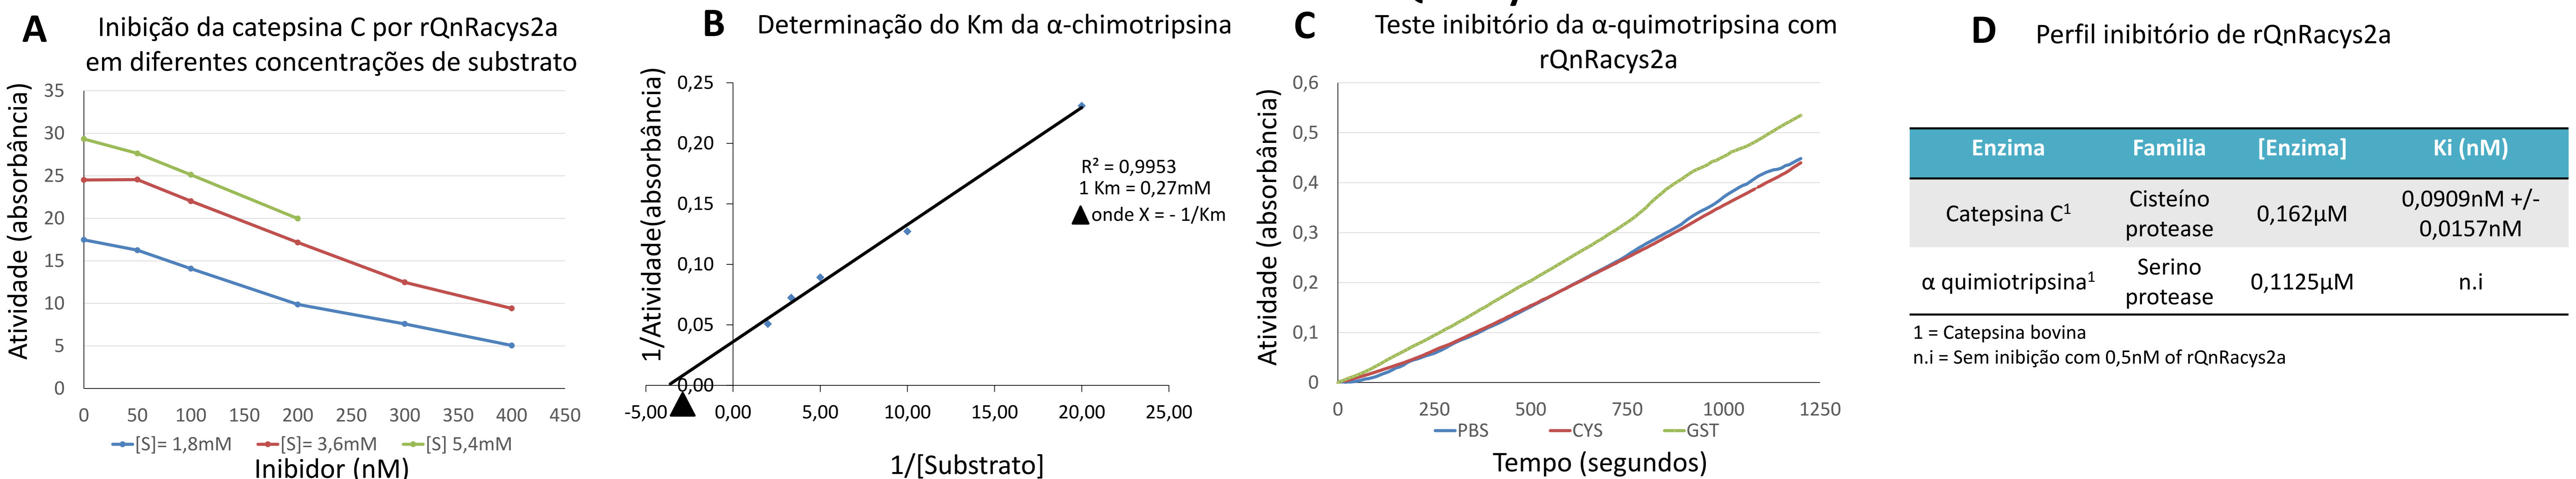 A
Inibição da catepsina C por rQnRacys2a
em diferentes concentrações de substrato
Atividade (absorbância)
35
30
25
20
15
10
5
0
0 50 100 150 200 250 300 350 400 450
[S]= 1,8mM [S]= 3,6mM [S] 5,4mM
Inibidor (nM)
B
Determinação do Km da α-chimotripsina
1/Atividade(absorbância)
0,25
0,20
0,15
0,10
0,05
0,00
R² = 0,9953
1 Km = 0,27mM
onde X = - 1/Km
-5,00 0,00 5,00 10,00 15,00 20,00 25,00
1/[Substrato]
C
Teste inibitório da α-quimotripsina com
rQnRacys2a
Atividade (absorbância)
0,6
0,5
0,4
0,3
0,2
0,1
0
0 250 500 750 1000 1250
PBS CYS GST
Tempo (segundos)
D
Perfil inibitório de rQnRacys2a
Enzima Familia [Enzima] Ki (nM)
Catepsina C¹ Cisteíno protease 0,162µM 0,0909nM +/- 0,0157nM
α quimiotripsina¹ Serino protease 0,1125µM n.i
1 = Catepsina bovina
n.i = Sem inibição com 0,5nM of rQnRacys2a